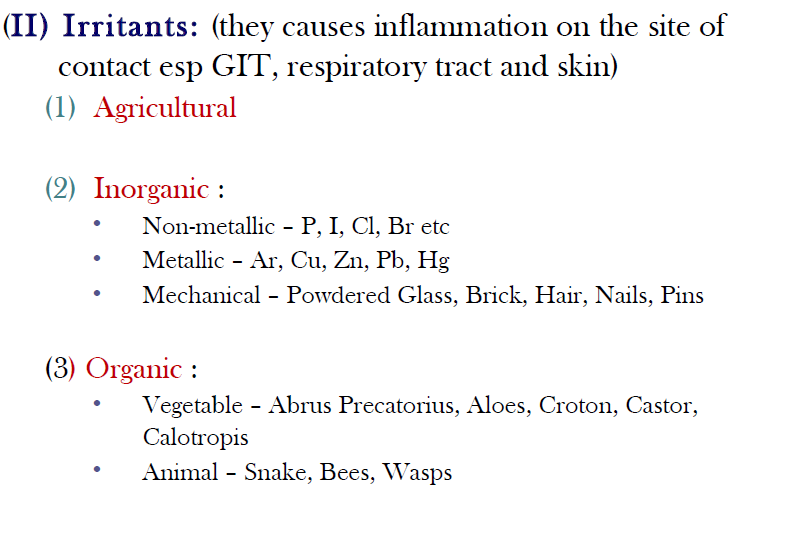 (II) Irritants: (they causes inflammation on the site of
contact esp GIT, respiratory tract and skin)
(1) Agricultural
(2) Inorganic :
• Non-metallic – P, I, Cl, Br etc
• Metallic – Ar, Cu, Zn, Pb, Hg
• Mechanical – Powdered Glass, Brick, Hair, Nails, Pins
(3) Organic :
• Vegetable – Abrus Precatorius, Aloes, Croton, Castor,
Calotropis
• Animal – Snake, Bees, Wasps